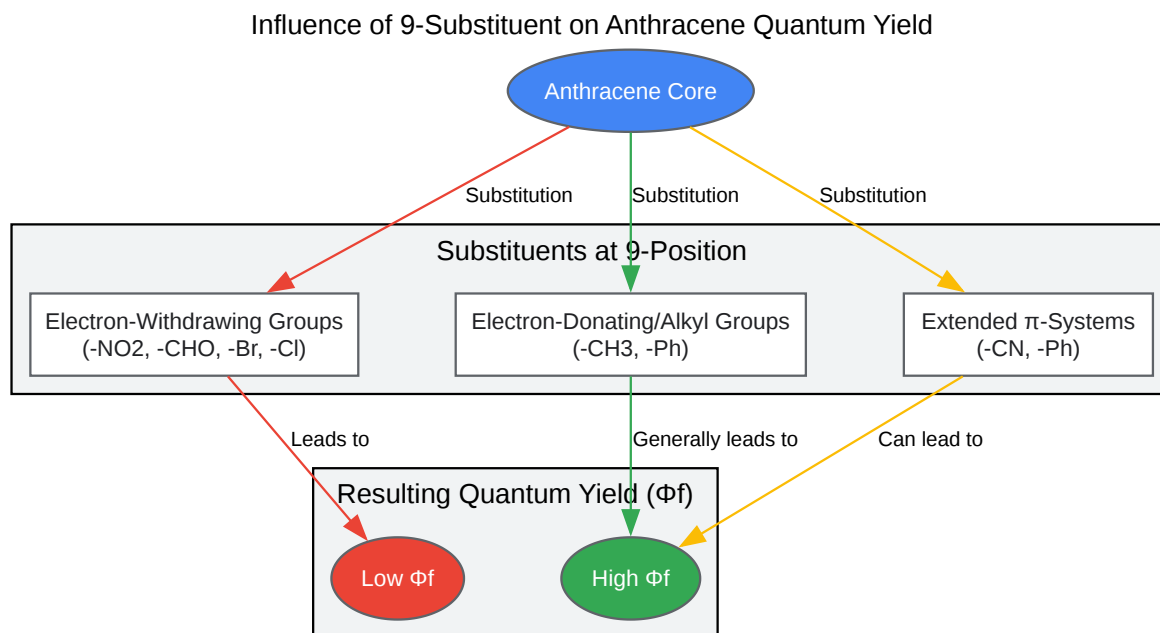 Influence of 9-Substituent on Anthracene Quantum Yield
Anthracene Core
Substitution
Substitution
Substitution
Substituents at 9-Position
Electron-Withdrawing Groups
(-NO2, -CHO, -Br, -Cl)
Electron-Donating/Alkyl Groups
(-CH3, -Ph)
Extended π-Systems
(-CN, -Ph)
Leads to
Generally leads to
Can lead to
Resulting Quantum Yield (Φf)
Low Φf
High Φf